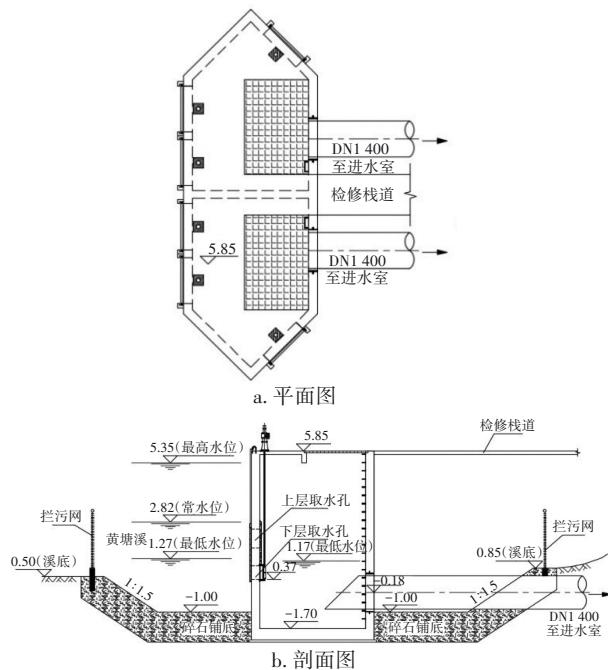 DN1 400
至进水室
检修栈道
5.85
DN1 400
至进水室
a. 平面图
5.35(最高水位)
5.85
检修栈道
2.82(常水位)
上层取水孔
拦污网
黄塘溪
下层取水孔
拦污网
1.27(最低水位)
1.17(最低水位)
0.50(溪底)
0.37
0.85(溪底)
1:1.5
-0.18
1:1.5
-1.00
-1.00
-1.70
碎石铺底
碎石铺底
DN1 400
至进水室
b. 剖面图